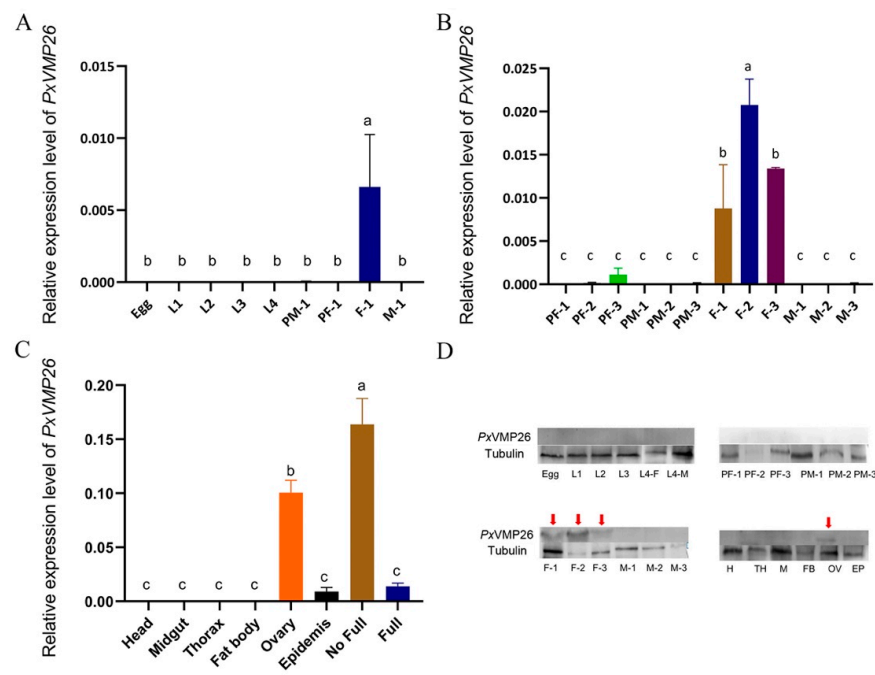 A
Relative expression level of PxVMP26
0.015
0.010
0.005
0.000
b b b b b b b a b
Egg L1 L2 L3 L4 PM-1 PF-1 F-1 M-1
B
Relative expression level of PxVMP26
0.025
0.020
0.015
0.010
0.005
0.000
c c c c c c b a b c c c
PF-1 PF-2 PF-3 PM-1 PM-2 PM-3 F-1 F-2 F-3 M-1 M-2 M-3
C
Relative expression level of PxVMP26
0.20
0.15
0.10
0.05
0.00
c c c c b c a c
Head Midgut Thorax Fat body Ovary Epidemis No Full Full
D
PxVMP26
Tubulin
Egg L1 L2 L3 L4-F L4-M
PF-1 PF-2 PF-3 PM-1 PM-2 PM-3
PxVMP26
Tubulin
F-1 F-2 F-3 M-1 M-2 M-3
H TH M FB OV EP